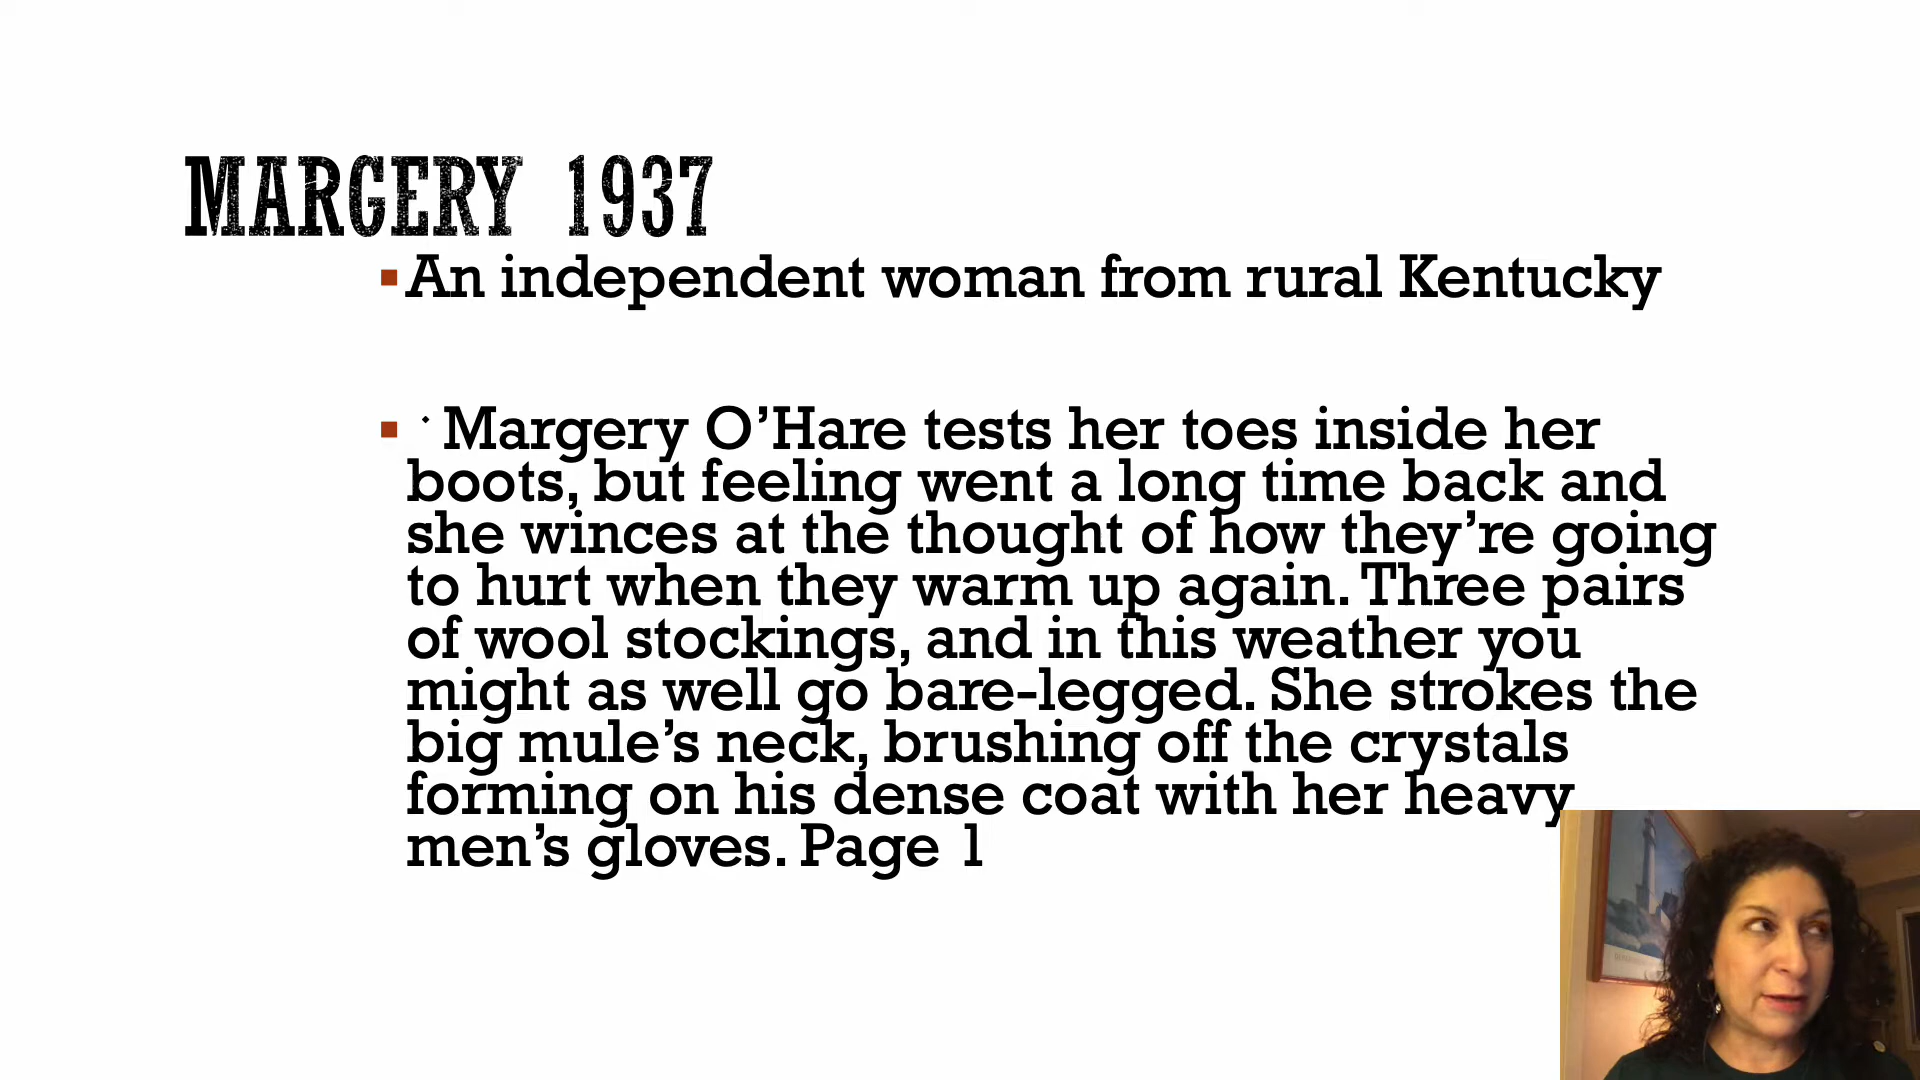 MARGERY 1937
▪An independent woman from rural Kentucky
▪ · Margery O’Hare tests her toes inside her
boots, but feeling went a long time back and
she winces at the thought of how they’re going
to hurt when they warm up again. Three pairs
of wool stockings, and in this weather you
might as well go bare-legged. She strokes the
big mule’s neck, brushing off the crystals
forming on his dense coat with her heavy
men’s gloves. Page 1